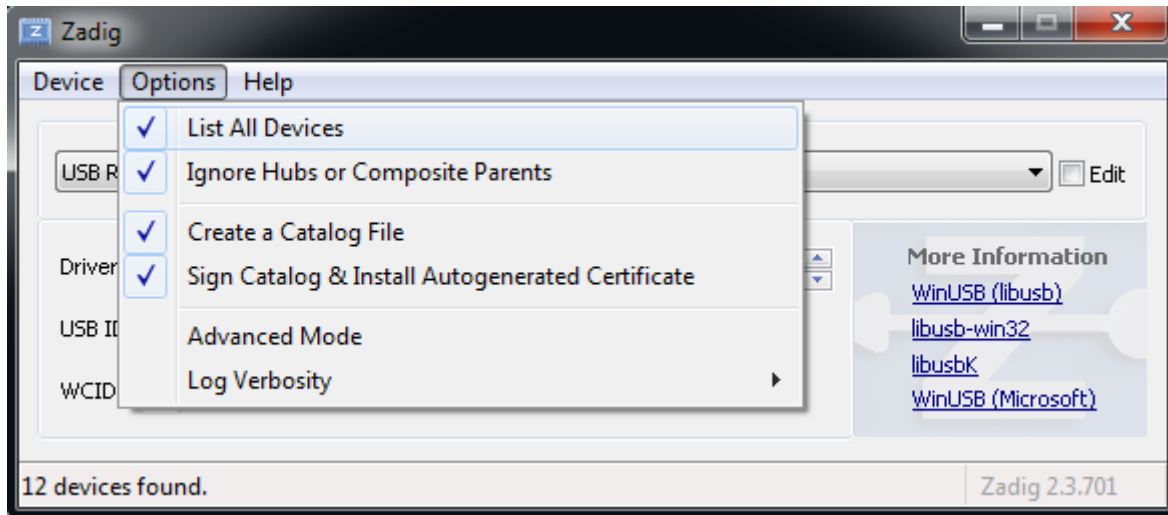 Zadig
Device Options Help
List All Devices
Ignore Hubs or Composite Parents
Create a Catalog File
Sign Catalog & Install Autogenerated Certificate
Advanced Mode
Log Verbosity
USB R
Edit
Driver
USB ID
WCID
More Information
WinUSB (libusb)
libusb-win32
libusbK
WinUSB (Microsoft)
12 devices found.
Zadig 2.3.701